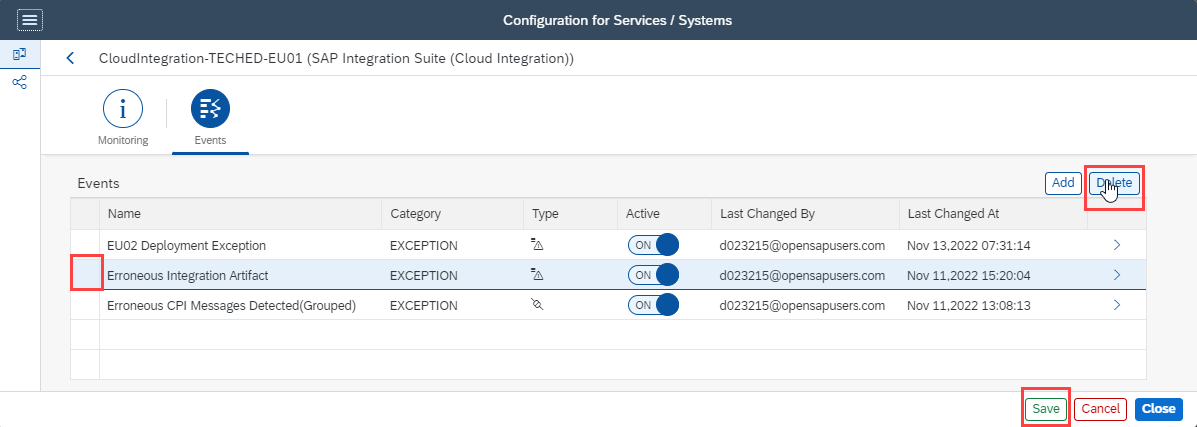 Configuration for Services / Systems
CloudIntegration-TECHED-EU01 (SAP Integration Suite (Cloud Integration))
Monitoring Events
Events Add Delete
Name Category Type Active Last Changed By Last Changed At
EU02 Deployment Exception EXCEPTION ON d023215@opensapusers.com Nov 13,2022 07:31:14
Erroneous Integration Artifact EXCEPTION ON d023215@opensapusers.com Nov 11,2022 15:20:04
Erroneous CPI Messages Detected(Grouped) EXCEPTION ON d023215@opensapusers.com Nov 11,2022 13:08:13
Save Cancel Close